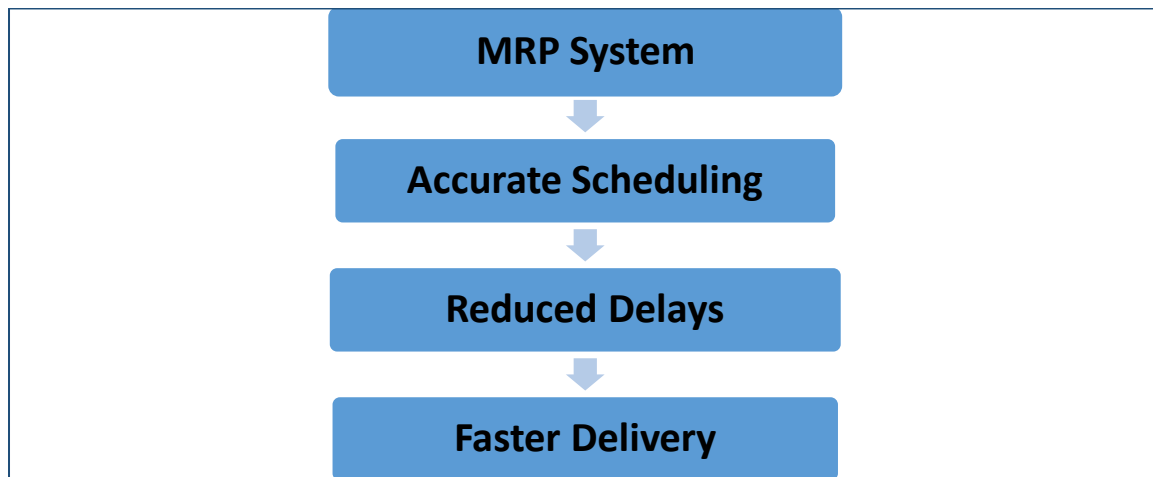 MRP System
Accurate Scheduling
Reduced Delays
Faster Delivery